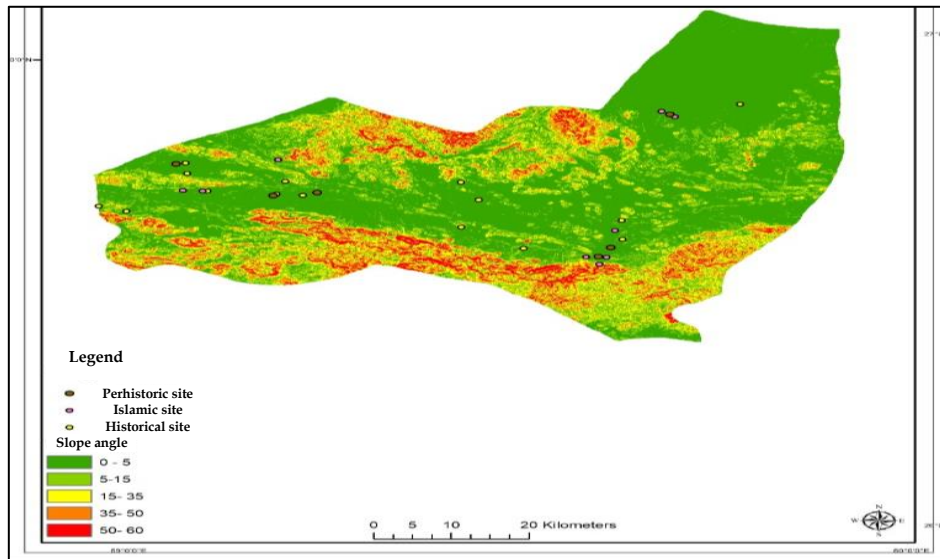 Legend
Perhistoric site
Islamic site
Historical site
Slope angle
0 - 5
5-15
15- 35
35- 50
50- 60
0 5 10 20 Kilometers
N
W E
S